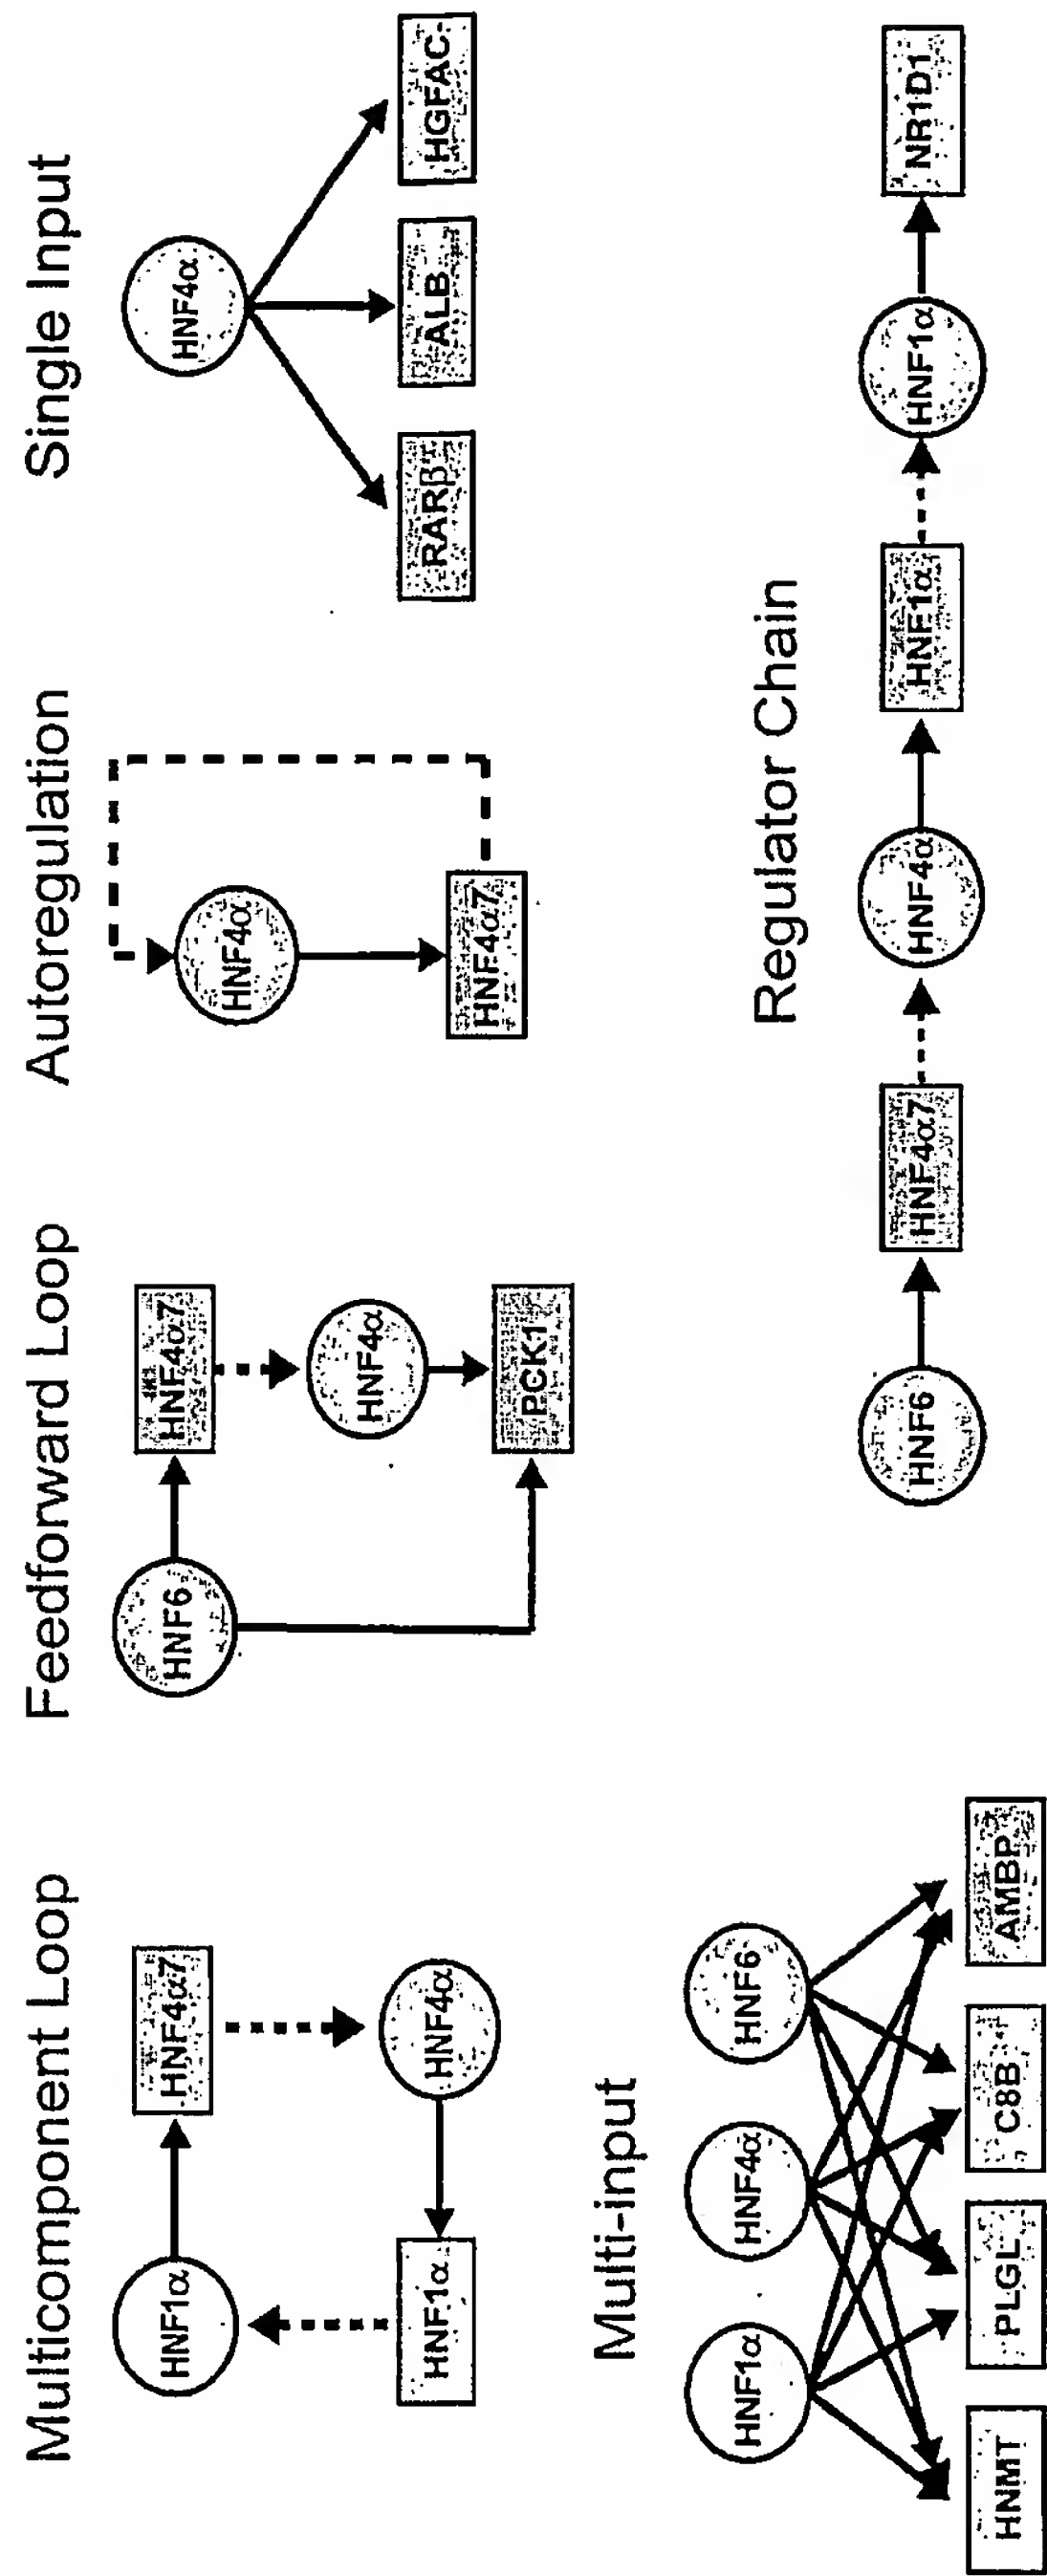 Multicomponent Loop
HNF1α
HNF4α7
HNF1α
HNF4α
Feedforward Loop
HNF6
HNF4α7
HNF4α
PCK1
Autoregulation
HNF4α
HNF4α7
Single Input
HNF4α
RARβ
ALB
HGFAC
Multi-input
HNF1α
HNF4α
HNF6
HNMT
PLGL
C8B
AMBP
Regulator Chain
HNF6
HNF4α7
HNF4α
HNF1α
HNF1α
NR1D1